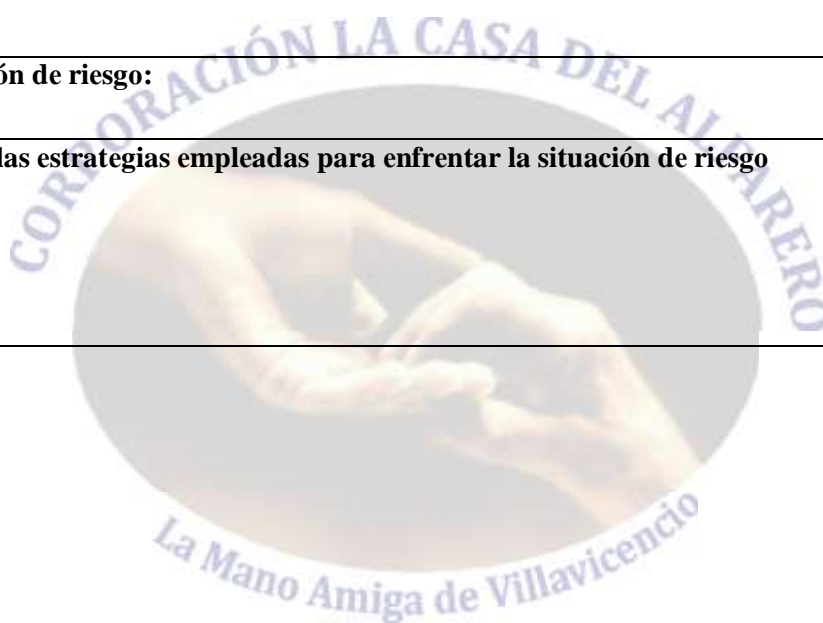 CORPORACIÓN LA CASA DEL ALFARERO
ón de riesgo:
las estrategias empleadas para enfrentar la situación de riesgo
La Mano Amiga de Villavicencio